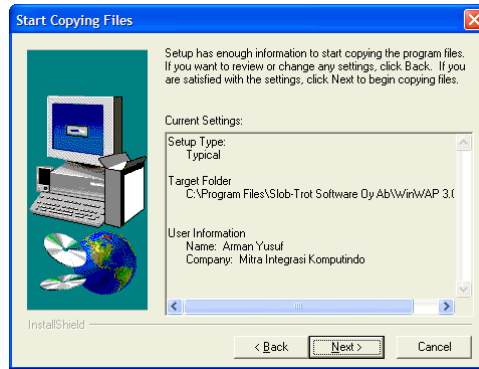 Start Copying Files
Setup has enough information to start copying the program files.
If you want to review or change any settings, click Back. If you
are satisfied with the settings, click Next to begin copying files.
Current Settings:
Setup Type:
Typical
Target Folder
C:\Program Files\Slob-Trot Software Oy Ab\WinWAP 3.(
User Information
Name: Arman Yusuf
Company: Mitra Integrasi Komputindo
InstallShield
< Back
Next >
Cancel